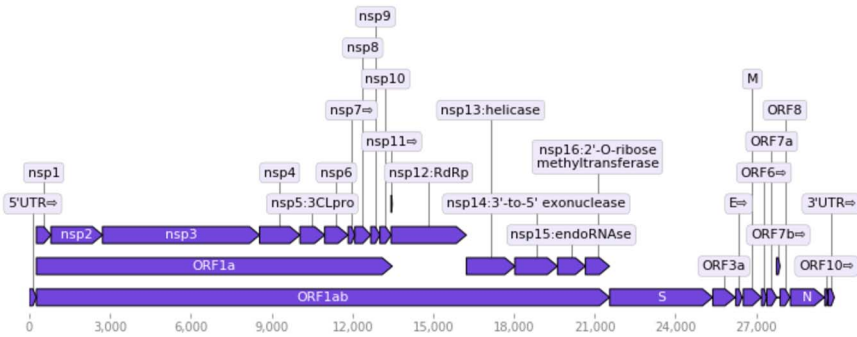 nsp9
nsp8
nsp10
M
nsp7⇨
nsp13:helicase
ORF8
nsp11⇨
ORF7a
nsp16:2'-O-ribose
methyltransferase
nsp1
nsp4
nsp6
nsp12:RdRp
ORF6⇨
5'UTR⇨
nsp5:3CLpro
nsp14:3'-to-5' exonuclease
E⇨
3'UTR⇨
nsp2
nsp3
nsp15:endoRNAse
ORF7b⇨
ORF1a
ORF3a
ORF10⇨
ORF1ab
S
N
0 3,000 6,000 9,000 12,000 15,000 18,000 21,000 24,000 27,000